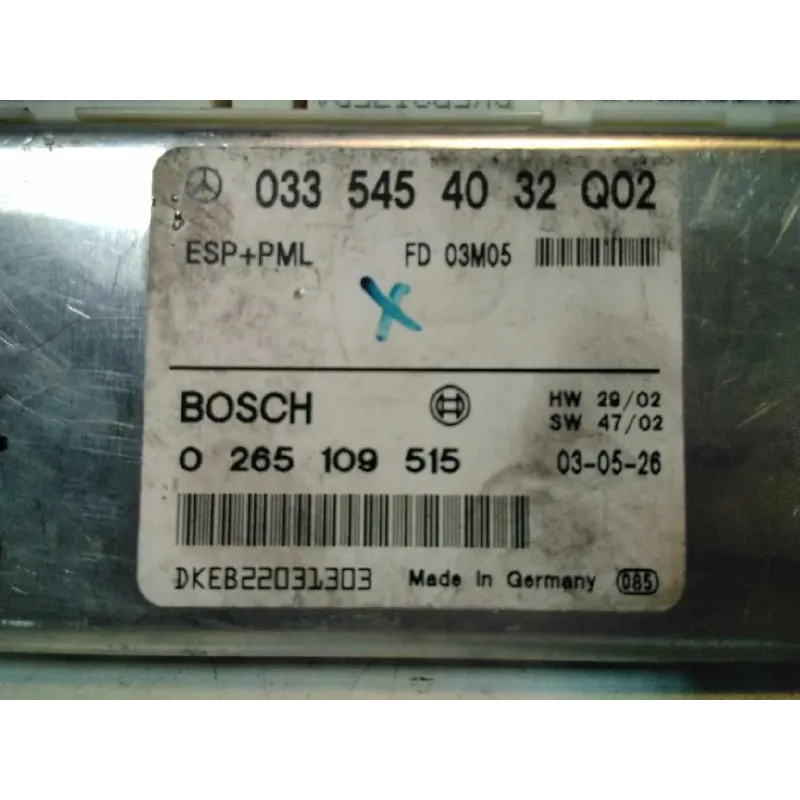 033 545 40 32 Q02
ESP+PML FD 03M05
X
BOSCH HW 29/02
SW 47/02
0 265 109 515 03-05-26
DKEB22031303 Made in Germany 085